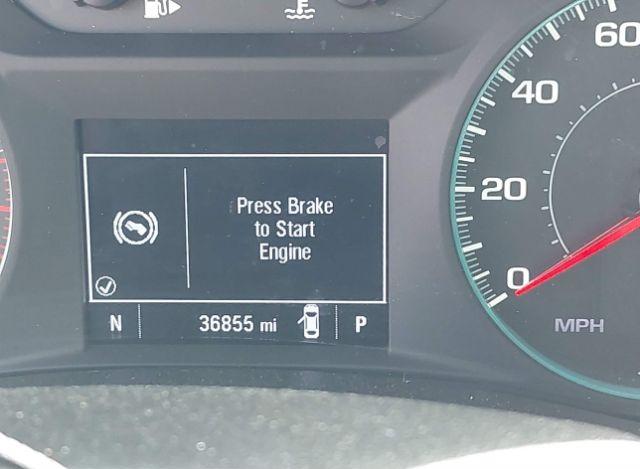 60
40
20
0
MPH
Press Brake
to Start
Engine
N 36855 mi P